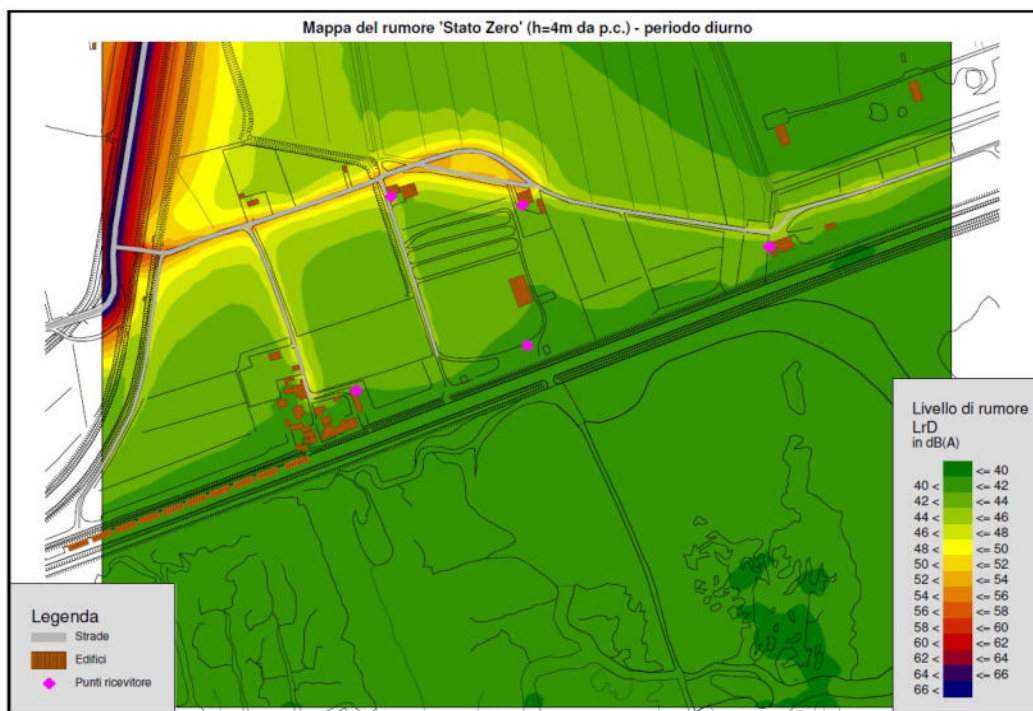 Mappa del rumore 'Stato Zero' (h=4m da p.c.) - periodo diurno
Livello di rumore
LrD
in dB(A)
<= 40
40 < <= 42
42 < <= 44
44 < <= 46
46 < <= 48
48 < <= 50
50 < <= 52
52 < <= 54
54 < <= 56
56 < <= 58
58 < <= 60
60 < <= 62
62 < <= 64
64 < <= 66
66 <
Legenda
Strade
Edifici
Punti ricevitore